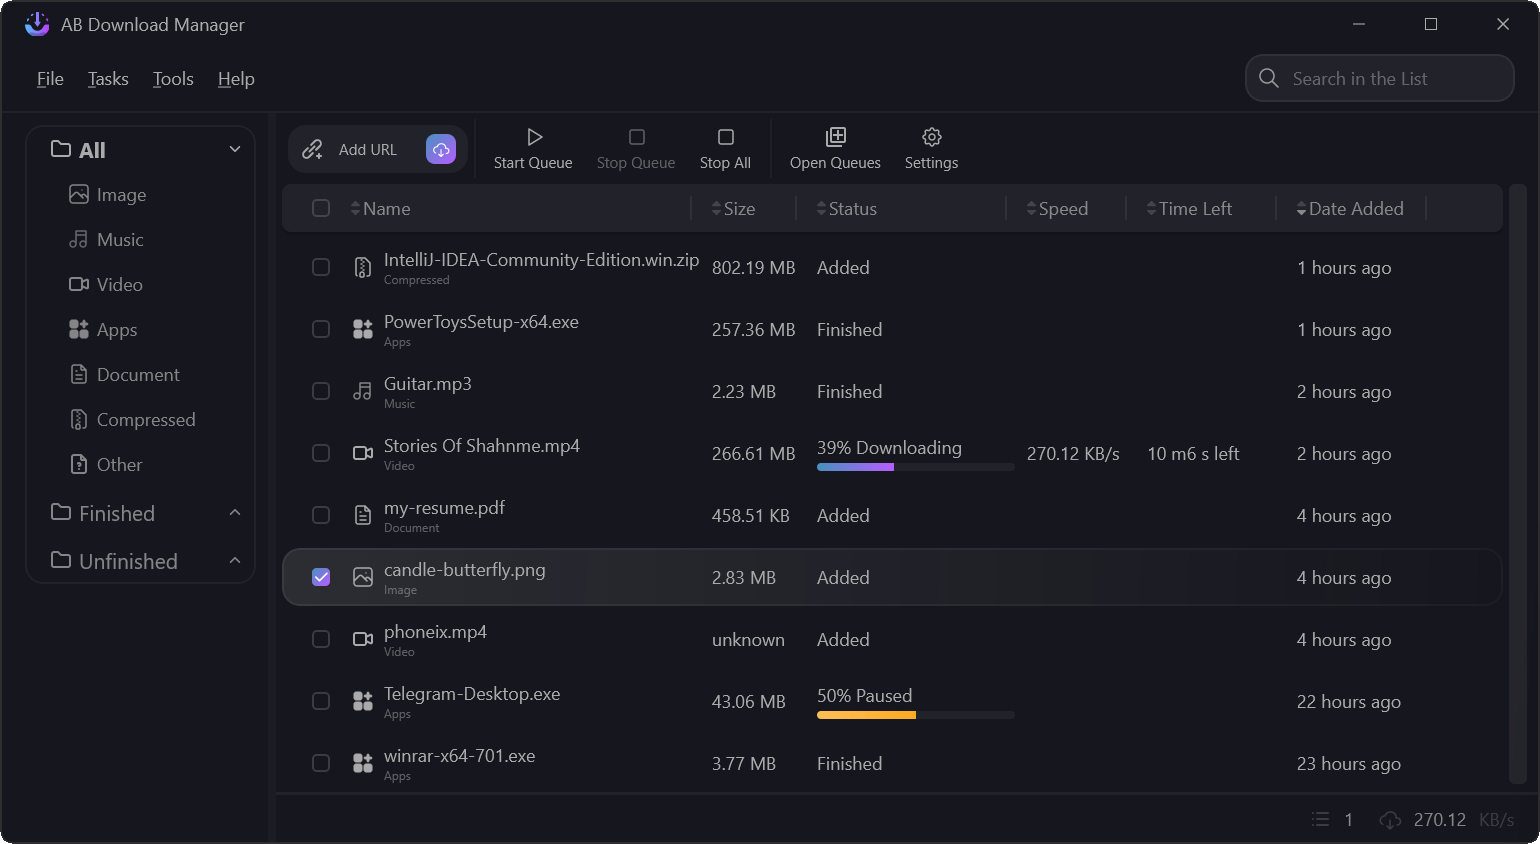 AB Download Manager
File Tasks Tools Help
Search in the List
All
Image
Music
Video
Apps
Document
Compressed
Other
Finished
Unfinished
Add URL
Start Queue
Stop Queue
Stop All
Open Queues
Settings
Name Size Status Speed Time Left Date Added
IntelliJ-IDEA-Community-Edition.win.zip 802.19 MB Added 1 hours ago
Compressed
PowerToysSetup-x64.exe 257.36 MB Finished 1 hours ago
Apps
Guitar.mp3 2.23 MB Finished 2 hours ago
Music
Stories Of Shahnme.mp4 266.61 MB 39% Downloading 270.12 KB/s 10 m6 s left 2 hours ago
Video
my-resume.pdf 458.51 KB Added 4 hours ago
Document
candle-butterfly.png 2.83 MB Added 4 hours ago
Image
phoneix.mp4 unknown Added 4 hours ago
Video
Telegram-Desktop.exe 43.06 MB 50% Paused 22 hours ago
Apps
winrar-x64-701.exe 3.77 MB Finished 23 hours ago
Apps
1 270.12 KB/s